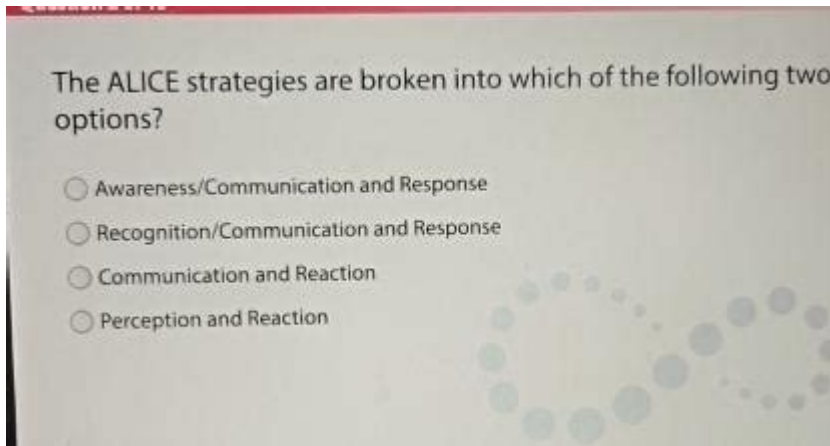 The ALICE strategies are broken into which of the following two
options?
Awareness/Communication and Response
Recognition/Communication and Response
Communication and Reaction
Perception and Reaction